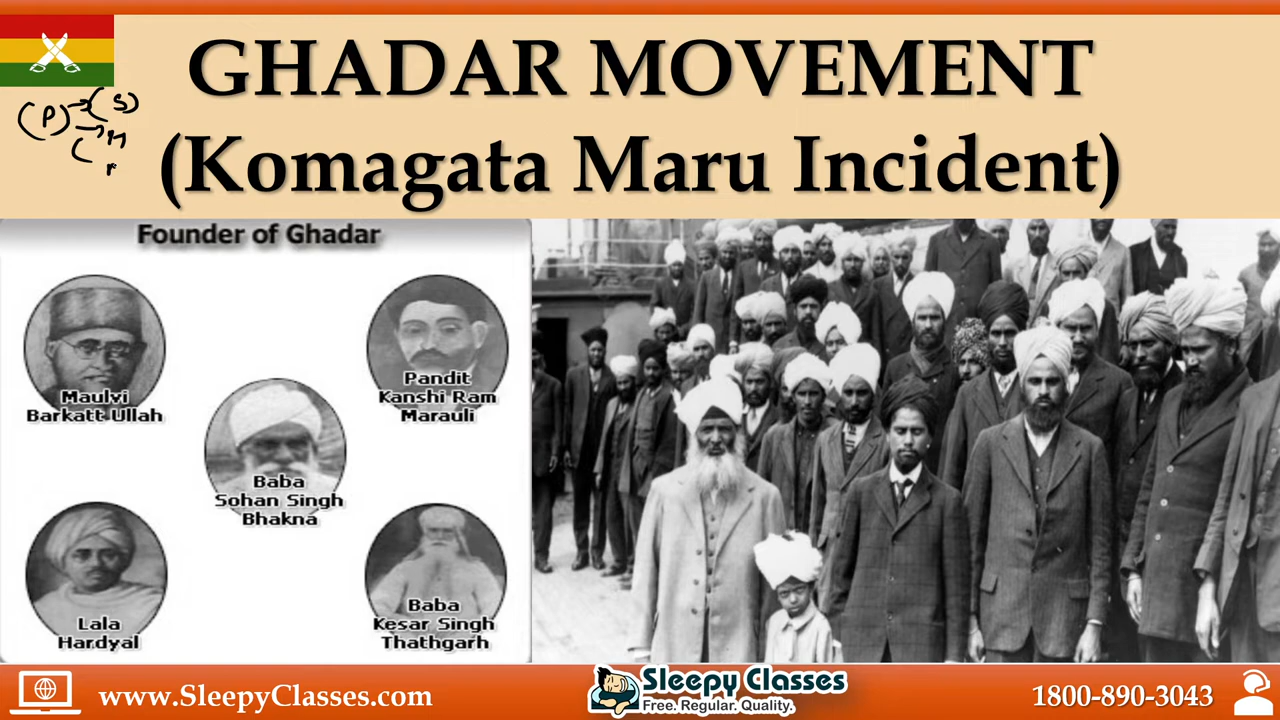 GHADAR MOVEMENT
(Komagata Maru Incident)
(P) → (S)
Founder of Ghadar
Maulvi
Barkatt Ullah
Pandit
Kanshi Ram
Marauli
Baba
Sohan Singh
Bhakna
Lala
Hardyal
Baba
Kesar Singh
Thathgarh
www.SleepyClasses.com
Sleepy Classes
Free. Regular. Quality.
1800-890-3043